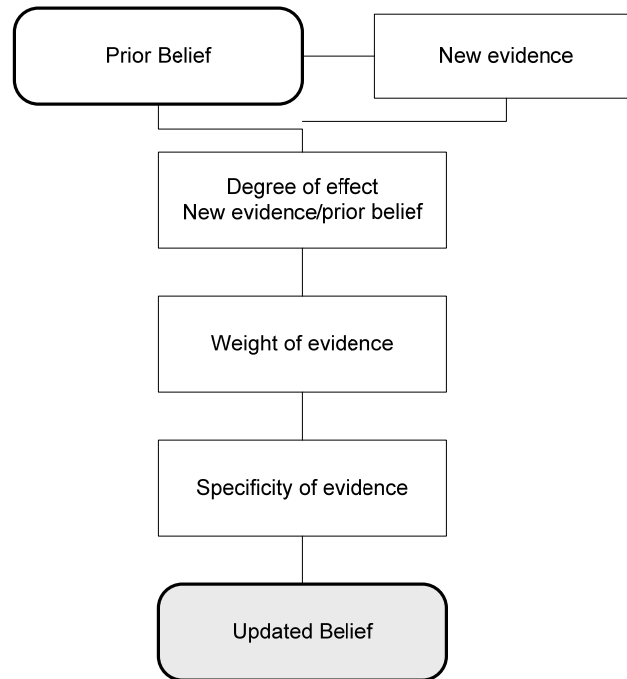 Prior Belief
New evidence
Degree of effect
New evidence/prior belief
Weight of evidence
Specificity of evidence
Updated Belief